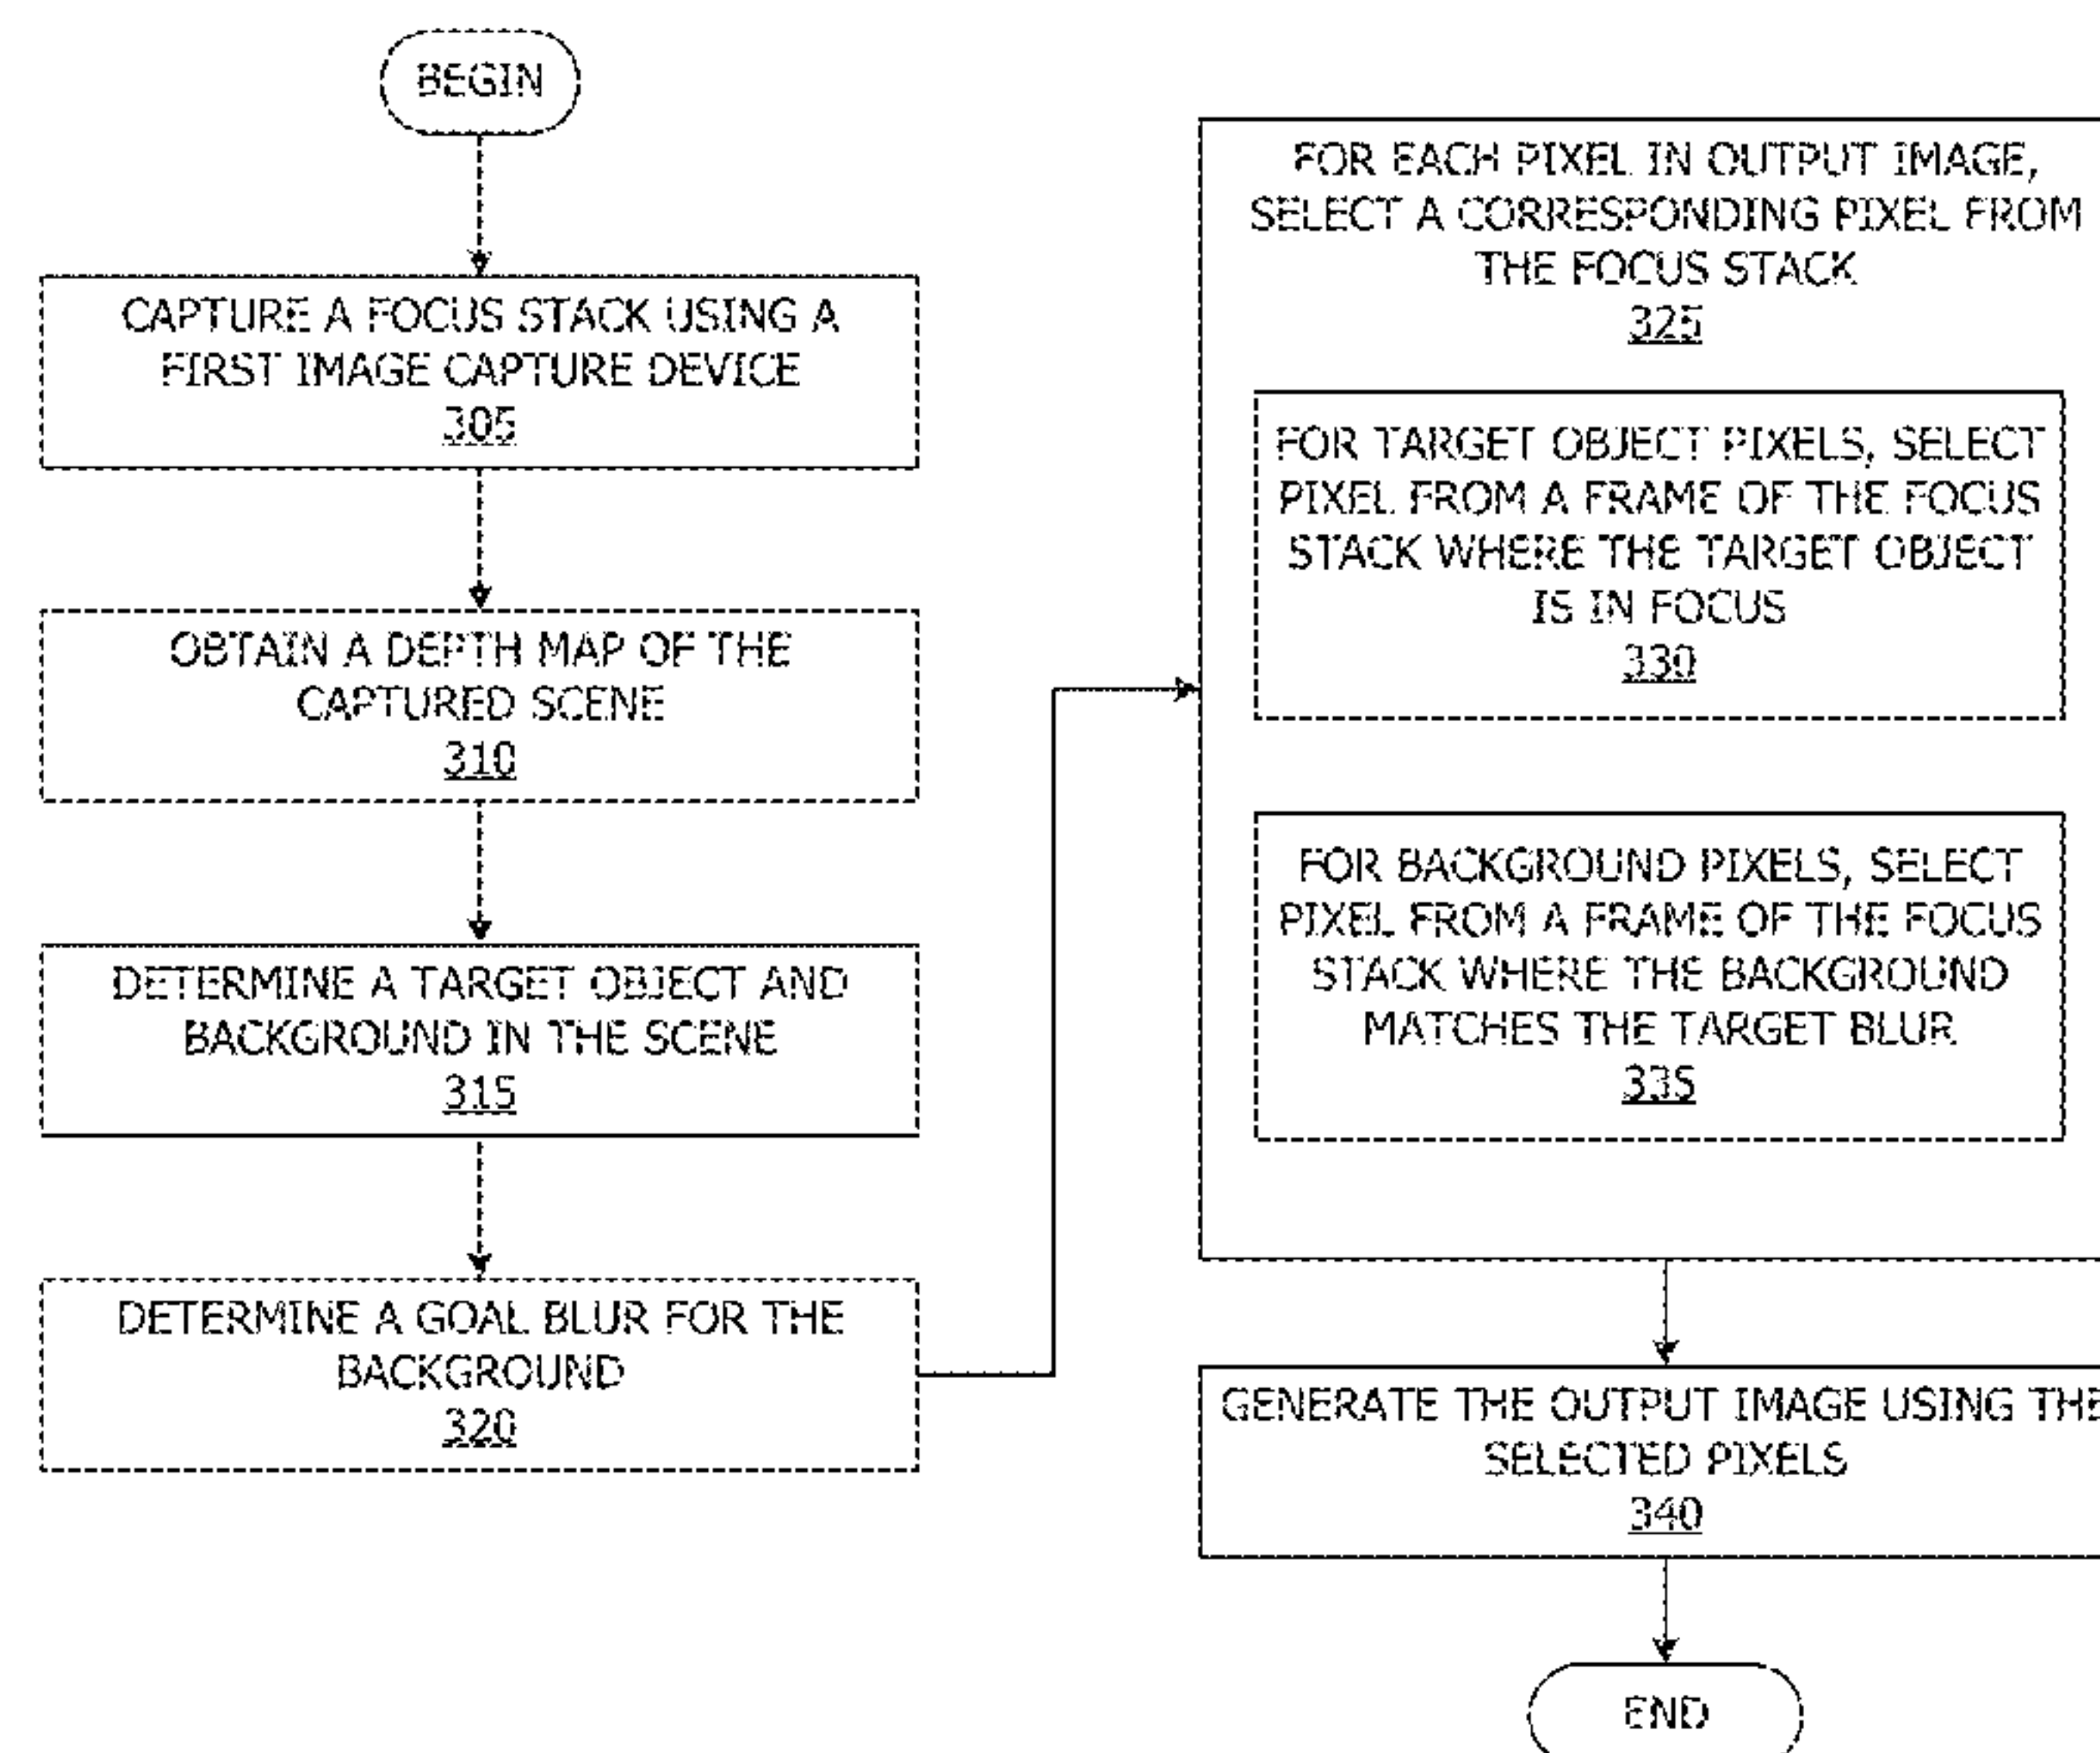 BEGIN
CAPTURE A FOCUS STACK USING A
FIRST IMAGE CAPTURE DEVICE
305
OBTAIN A DEPTH MAP OF THE
CAPTURED SCENE
310
DETERMINE A TARGET OBJECT AND
BACKGROUND IN THE SCENE
315
DETERMINE A GOAL BLUR FOR THE
BACKGROUND
320
FOR EACH PIXEL IN OUTPUT IMAGE,
SELECT A CORRESPONDING PIXEL FROM
THE FOCUS STACK
325
FOR TARGET OBJECT PIXELS, SELECT
PIXEL FROM A FRAME OF THE FOCUS
STACK WHERE THE TARGET OBJECT
IS IN FOCUS
330
FOR BACKGROUND PIXELS, SELECT
PIXEL FROM A FRAME OF THE FOCUS
STACK WHERE THE BACKGROUND
MATCHES THE TARGET BLUR
335
GENERATE THE OUTPUT IMAGE USING THE
SELECTED PIXELS
340
END